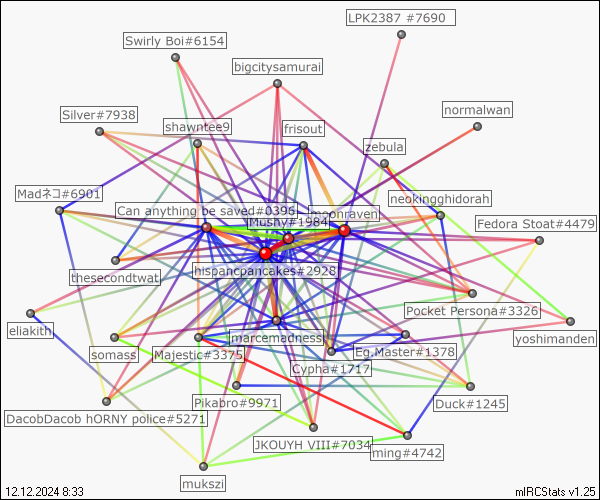 LPK2387 #7690
Swirly Boi#6154
bigcitysamurai
Silver#7938
normalwan
shawntee9
frisout
zebula
Madネコ#6901
neokingghidorah
Can anything be saved#0396
moonraven
Mushy#1984
Fedora Stoat#4479
hispancpancakes#2928
thesecondtwat
Pocket Persona#3326
eliakith
marcemadness
yoshimanden
somass
Majestic#3375
Eg.Master#1378
Cypha#1717
Pikabro#9971
Duck#1245
DacobDacob hORNY police#5271
JKOUYH VIII#7034
ming#4742
mukszi
12.12.2024 8:33
mIRCStats v1.25